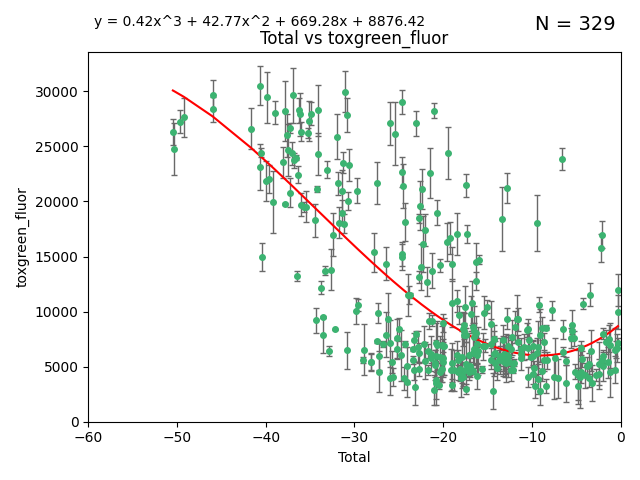 y = 0.42x^3 + 42.77x^2 + 669.28x + 8876.42
N = 329
Total vs toxgreen_fluor
toxgreen_fluor
30000
25000
20000
15000
10000
5000
0
−60
−50
−40
−30
−20
−10
0
Total